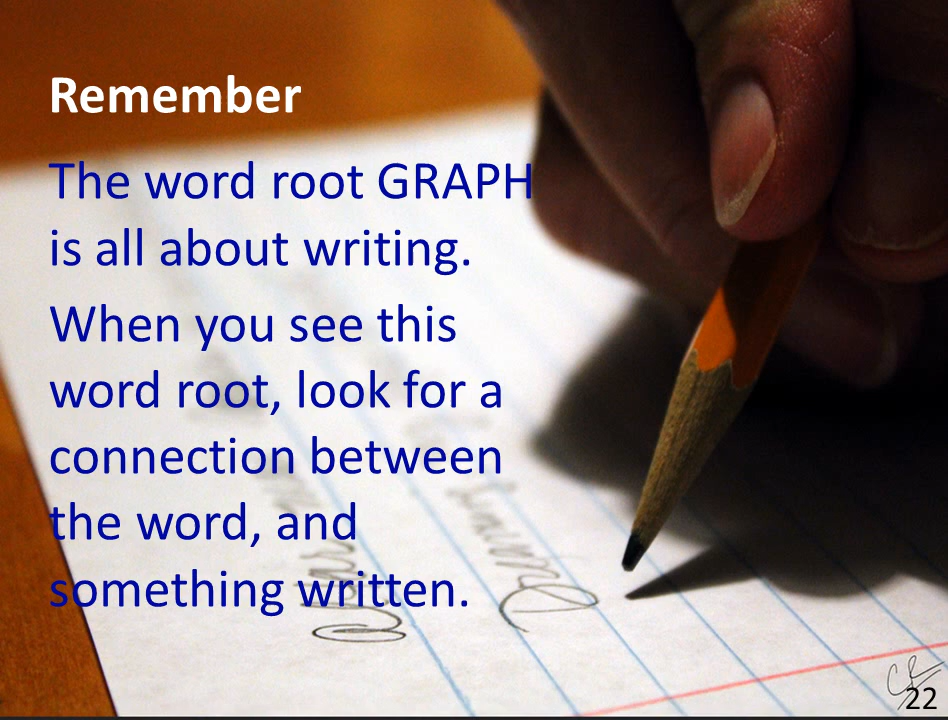 Remember
The word root GRAPH
is all about writing.
When you see this
word root, look for a
connection between
the word, and
something written.
22